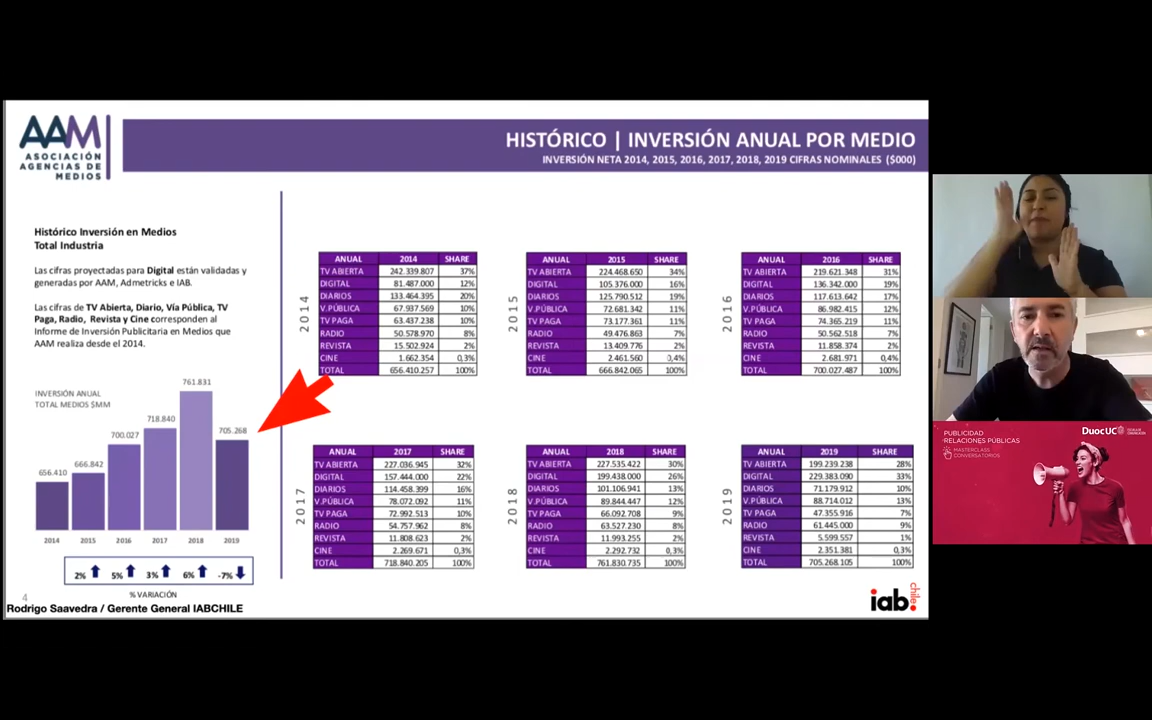 AAM
ASOCIACIÓN
AGENCIAS DE
MEDIOS
HISTÓRICO | INVERSIÓN ANUAL POR MEDIO
INVERSIÓN NETA 2014, 2015, 2016, 2017, 2018, 2019 CIFRAS NOMINALES ($000)
Histórico Inversión en Medios
Total Industria
Las cifras proyectadas para Digital están validadas y
generadas por AAM, Admetricks e IAB.
Las cifras de TV Abierta, Diario, Vía Pública, TV
Paga, Radio, Revista y Cine corresponden al
Informe de Inversión Publicitaria en Medios que
AAM realiza desde el 2014.
INVERSIÓN ANUAL
TOTAL MEDIOS $MM
656.410 666.842 700.027 718.840 761.831 705.268
2014 2015 2016 2017 2018 2019
2% 5% 3% 6% -7%
% VARIACIÓN
2014
ANUAL 2014 SHARE
TV ABIERTA 242.339.807 37%
DIGITAL 81.487.000 12%
DIARIOS 133.464.395 20%
V.PÚBLICA 67.937.569 10%
TV PAGA 63.437.238 10%
RADIO 50.578.970 8%
REVISTA 15.502.924 2%
CINE 1.662.354 0,3%
TOTAL 656.410.257 100%
2015
ANUAL 2015 SHARE
TV ABIERTA 224.468.650 34%
DIGITAL 105.376.000 16%
DIARIOS 125.790.512 19%
V.PÚBLICA 72.681.342 11%
TV PAGA 73.177.361 11%
RADIO 49.476.863 7%
REVISTA 13.409.776 2%
CINE 2.461.560 0,4%
TOTAL 666.842.065 100%
2016
ANUAL 2016 SHARE
TV ABIERTA 219.621.348 31%
DIGITAL 136.342.000 19%
DIARIOS 117.613.642 17%
V.PÚBLICA 86.982.415 12%
TV PAGA 74.365.219 11%
RADIO 50.562.518 7%
REVISTA 11.858.374 2%
CINE 2.681.971 0,4%
TOTAL 700.027.487 100%
2017
ANUAL 2017 SHARE
TV ABIERTA 227.036.945 32%
DIGITAL 157.444.000 22%
DIARIOS 114.458.399 16%
V.PÚBLICA 78.072.092 11%
TV PAGA 72.992.513 10%
RADIO 54.757.962 8%
REVISTA 11.808.623 2%
CINE 2.269.671 0,3%
TOTAL 718.840.205 100%
2018
ANUAL 2018 SHARE
TV ABIERTA 227.535.422 30%
DIGITAL 199.438.000 26%
DIARIOS 101.106.941 13%
V.PÚBLICA 89.844.447 12%
TV PAGA 66.092.708 9%
RADIO 63.527.230 8%
REVISTA 11.993.255 2%
CINE 2.292.732 0,3%
TOTAL 761.830.735 100%
2019
ANUAL 2019 SHARE
TV ABIERTA 199.239.238 28%
DIGITAL 229.383.090 33%
DIARIOS 71.179.912 10%
V.PÚBLICA 88.714.012 13%
TV PAGA 47.355.916 7%
RADIO 61.445.000 9%
REVISTA 5.599.557 1%
CINE 2.351.381 0,3%
TOTAL 705.268.105 100%
4
Rodrigo Saavedra / Gerente General IABCHILE
iab.
chile
PUBLICIDAD
RELACIONES PÚBLICAS
MASTERCLASS
CONVERSATORIOS
DuocUC